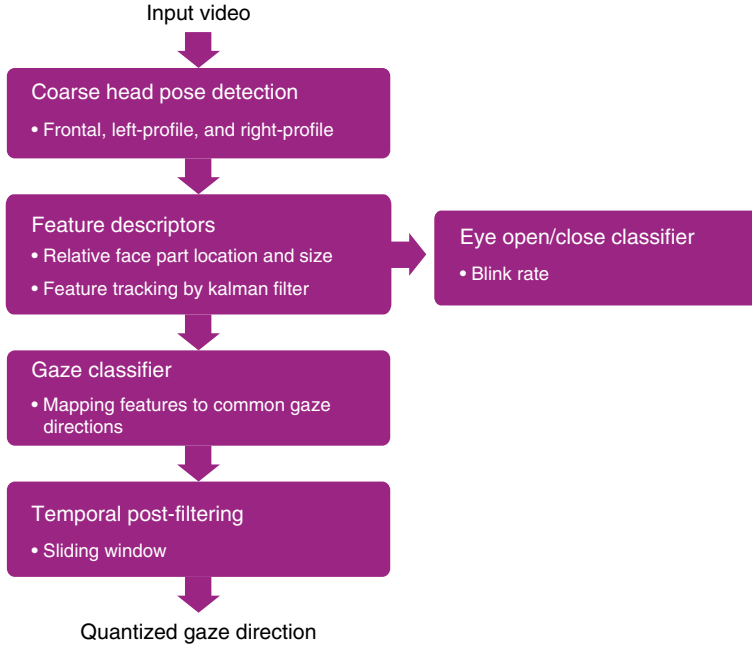 Input video
Coarse head pose detection
• Frontal, left-profile, and right-profile
Feature descriptors
• Relative face part location and size
• Feature tracking by kalman filter
Eye open/close classifier
• Blink rate
Gaze classifier
• Mapping features to common gaze
directions
Temporal post-filtering
• Sliding window
Quantized gaze direction